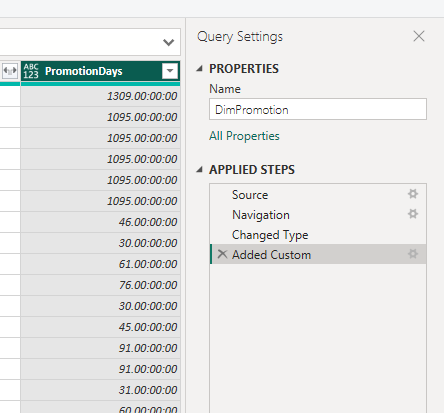 ABC
123
PromotionDays
1309.00:00:00
1095.00:00:00
1095.00:00:00
1095.00:00:00
1095.00:00:00
1095.00:00:00
46.00:00:00
30.00:00:00
61.00:00:00
76.00:00:00
30.00:00:00
45.00:00:00
91.00:00:00
91.00:00:00
31.00:00:00
60.00:00:00
Query Settings
PROPERTIES
Name
DimPromotion
All Properties
APPLIED STEPS
Source
Navigation
Changed Type
Added Custom